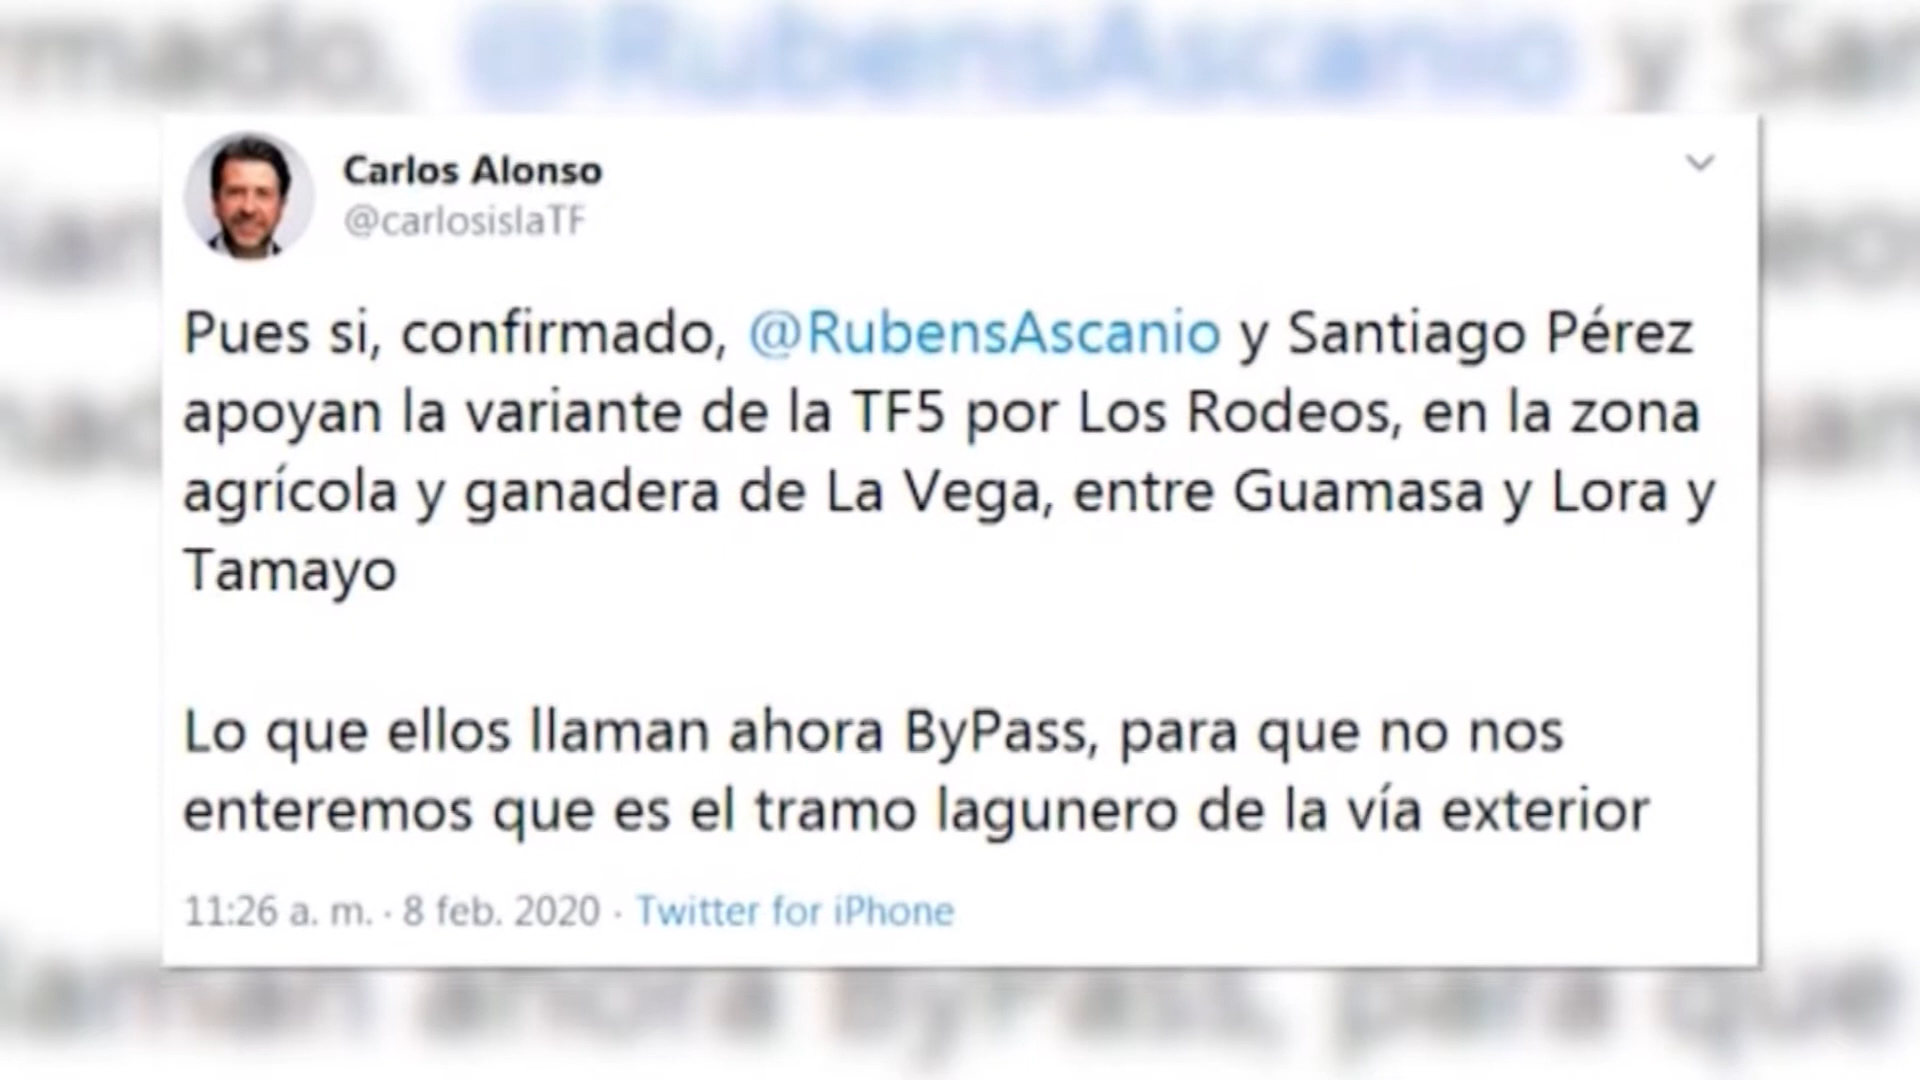 Carlos Alonso
@carlosislaTF
Pues si, confirmado, @RubensAscanio y Santiago Pérez
apoyan la variante de la TF5 por Los Rodeos, en la zona
agrícola y ganadera de La Vega, entre Guamasa y Lora y
Tamayo
Lo que ellos llaman ahora ByPass, para que no nos
enteremos que es el tramo lagunero de la vía exterior
11:26 a. m. · 8 feb. 2020 · Twitter for iPhone